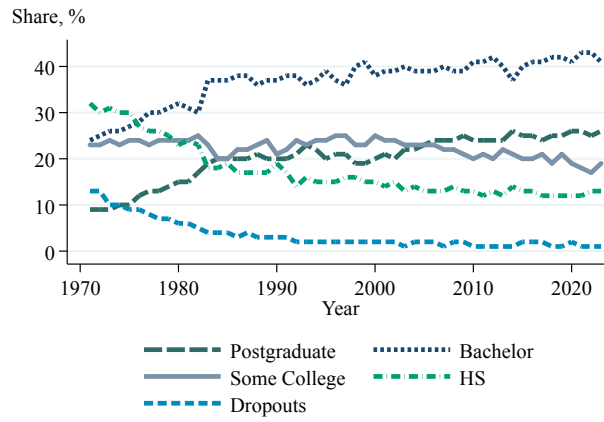 Share, %
40
30
20
10
0
1970 1980 1990 2000 2010 2020
Year
Postgraduate Bachelor
Some College HS
Dropouts